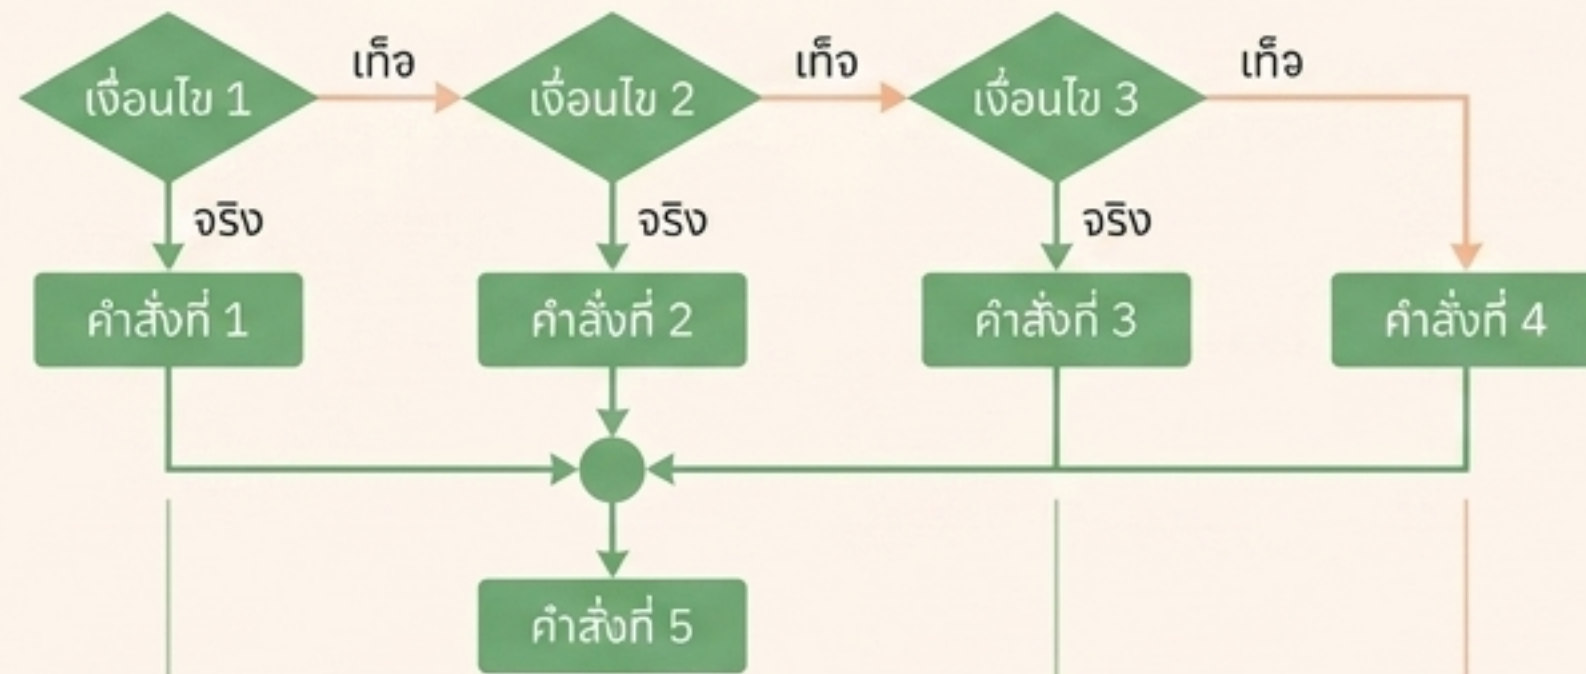 เท็จ เท็จ เท็จ
เงื่อนไข 1 เงื่อนไข 2 เงื่อนไข 3
จริง จริง จริง
คำสั่งที่ 1 คำสั่งที่ 2 คำสั่งที่ 3 คำสั่งที่ 4
คำสั่งที่ 5